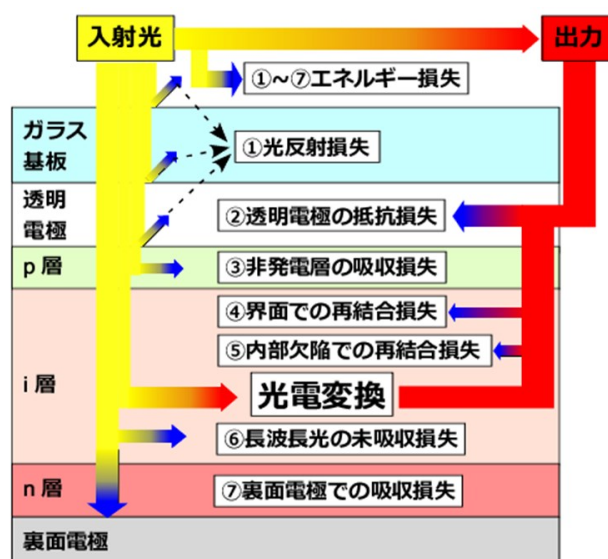 入射光
出力
①～⑦エネルギー損失
ガラス
基板
①光反射損失
透明
電極
②透明電極の抵抗損失
p 層
③非発電層の吸収損失
④界面での再結合損失
⑤内部欠陥での再結合損失
i 層
光電変換
⑥長波長光の未吸収損失
n 層
⑦裏面電極での吸収損失
裏面電極